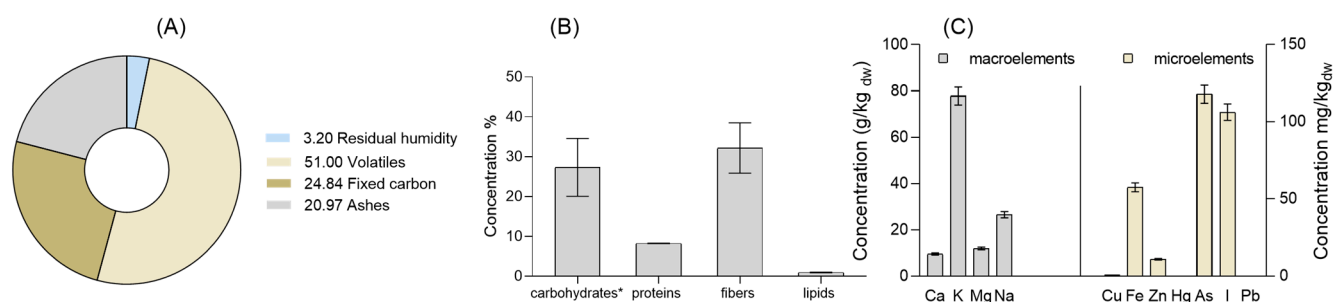 (A)
3.20 Residual humidity
51.00 Volatiles
24.84 Fixed carbon
20.97 Ashes
(B)
Concentration %
50
40
30
20
10
0
carbohydrates* proteins fibers lipids
(C)
macroelements microelements
Concentration (g/kg dw)
100
80
60
40
20
0
Ca K Mg Na Cu Fe Zn Hg As I Pb
150
100
50
0
Concentration mg/kgdw